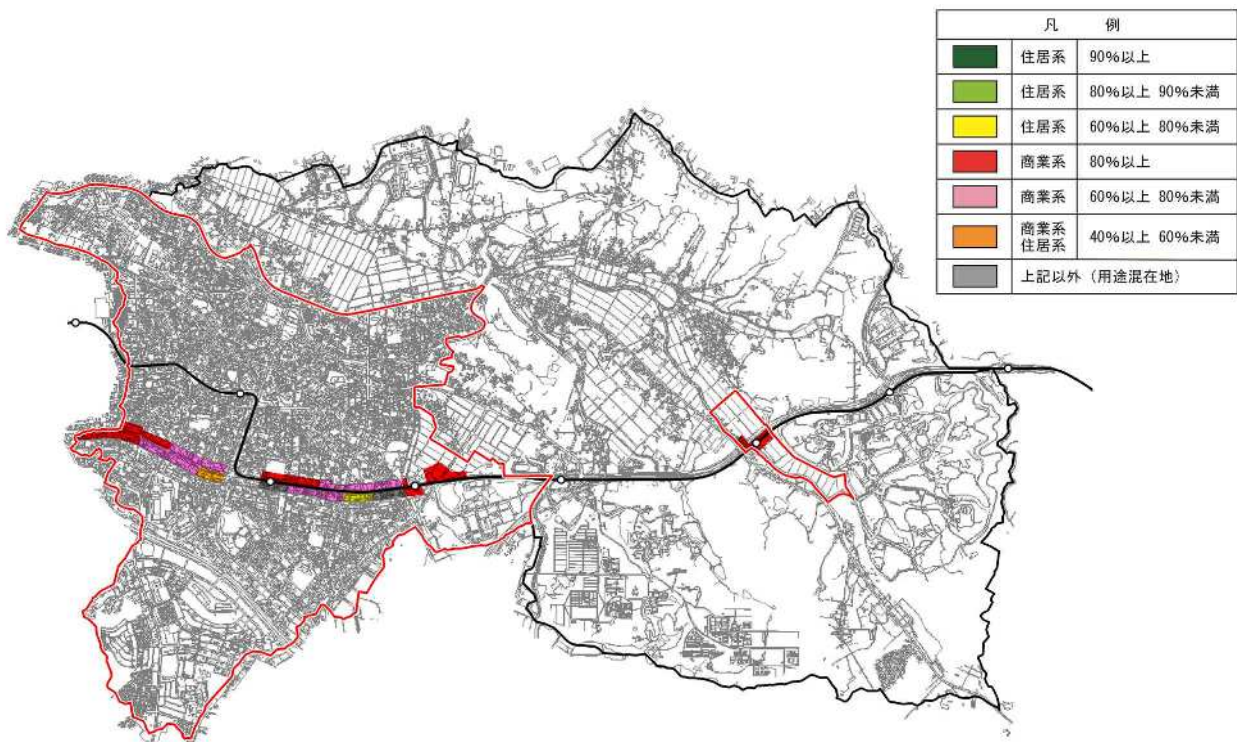 凡 例
住居系 90%以上
住居系 80%以上 90%未満
住居系 60%以上 80%未満
商業系 80%以上
商業系 60%以上 80%未満
商業系
住居系 40%以上 60%未満
上記以外（用途混在地）